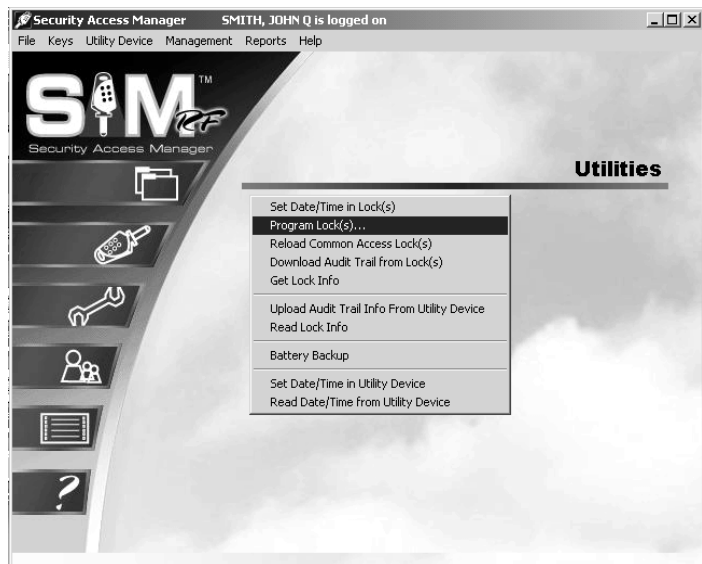 Security Access Manager SMITH, JOHN Q is logged on
File Keys Utility Device Management Reports Help
SAM TM
RF
Security Access Manager
Utilities
Set Date/Time in Lock(s)
Program Lock(s)...
Reload Common Access Lock(s)
Download Audit Trail from Lock(s)
Get Lock Info
Upload Audit Trail Info From Utility Device
Read Lock Info
Battery Backup
Set Date/Time in Utility Device
Read Date/Time from Utility Device
?